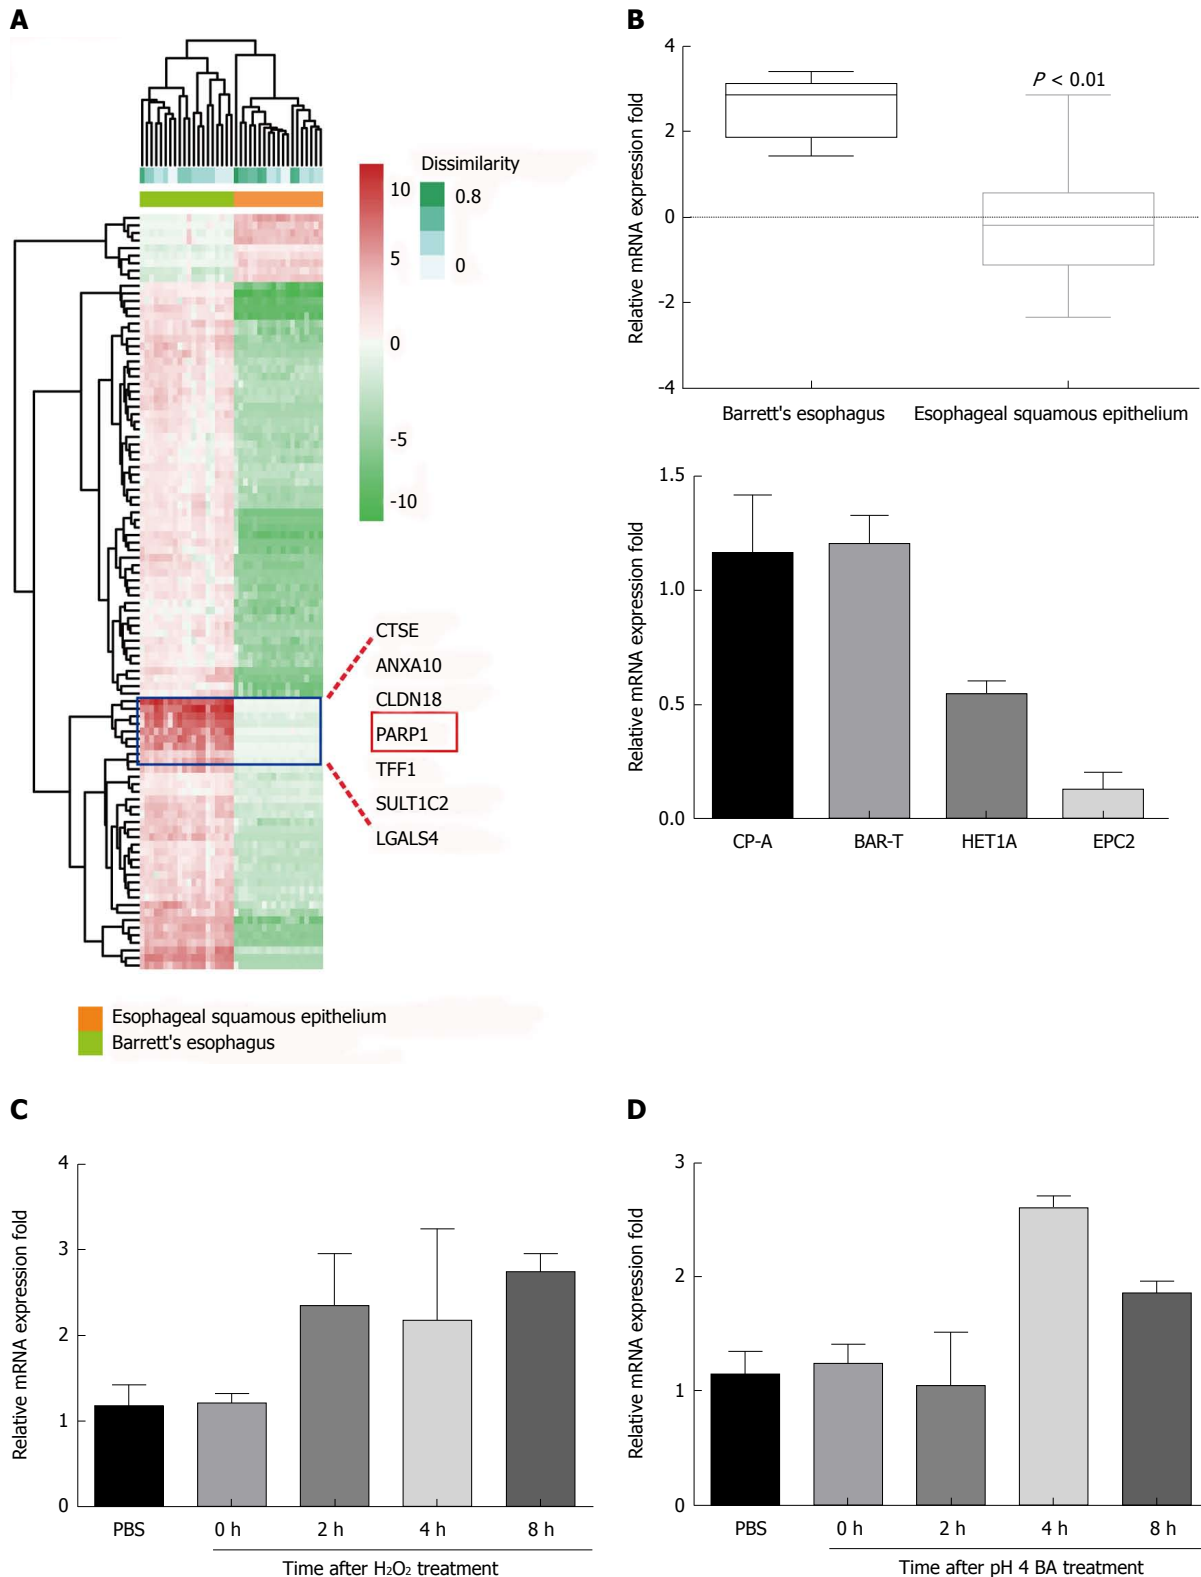 A
Dissimilarity
10
5
0
-5
-10
0.8
0
CTSE
ANXA10
CLDN18
PARP1
TFF1
SULT1C2
LGALS4
Esophageal squamous epithelium
Barrett's esophagus
B
Relative mRNA expression fold
4
2
0
-2
-4
P < 0.01
Barrett's esophagus
Esophageal squamous epithelium
Relative mRNA expression fold
1.5
1.0
0.5
0.0
CP-A
BAR-T
HET1A
EPC2
C
Relative mRNA expression fold
4
3
2
1
0
PBS
0 h
2 h
4 h
8 h
Time after H₂O₂ treatment
D
Relative mRNA expression fold
3
2
1
0
PBS
0 h
2 h
4 h
8 h
Time after pH 4 BA treatment